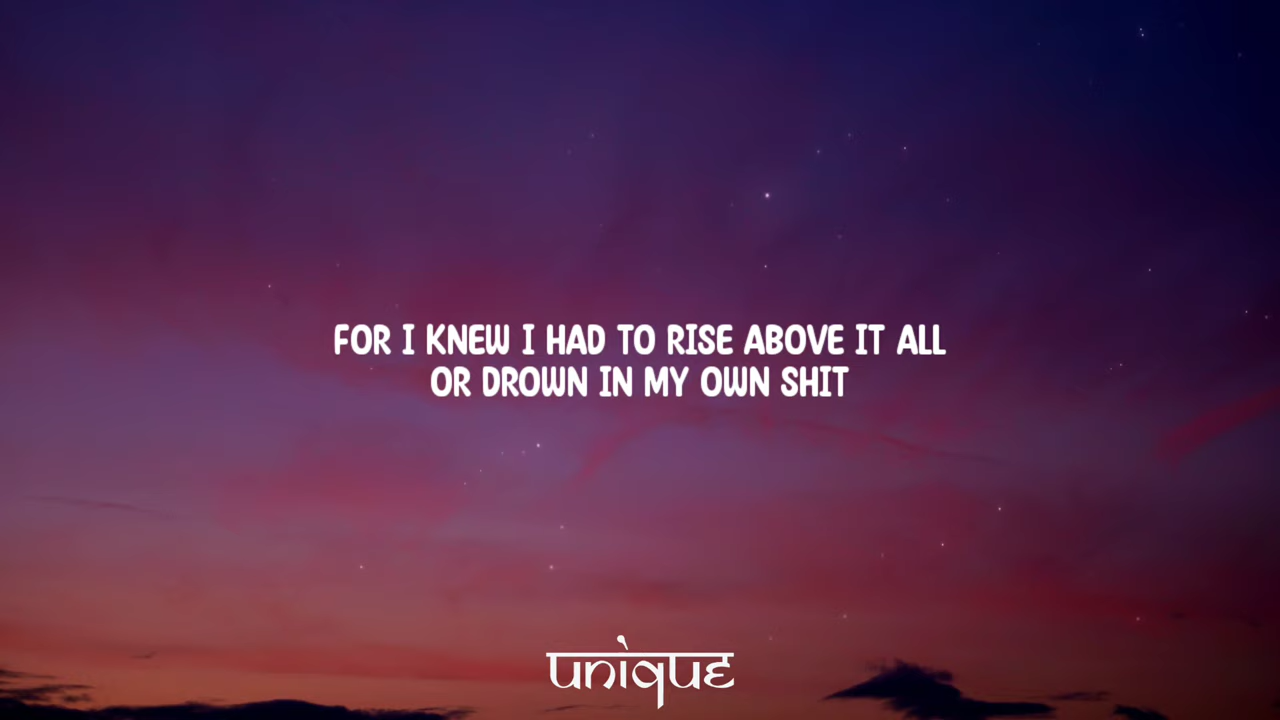 FOR I KNEW I HAD TO RISE ABOVE IT ALL
OR DROWN IN MY OWN SHIT
unique